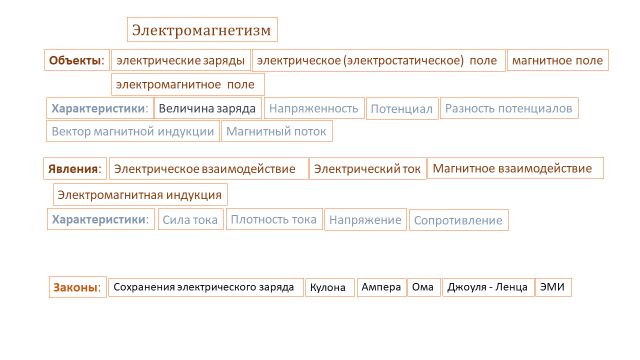 Электромагнетизм
Объекты: электрические заряды электрическое (электростатическое) поле магнитное поле
электромагнитное поле
Характеристики: Величина заряда Напряженность Потенциал Разность потенциалов
Вектор магнитной индукции Магнитный поток
Явления: Электрическое взаимодействие Электрический ток Магнитное взаимодействие
Электромагнитная индукция
Характеристики: Сила тока Плотность тока Напряжение Сопротивление
Законы: Сохранения электрического заряда Кулона Ампера Ома Джоуля - Ленца ЭМИ